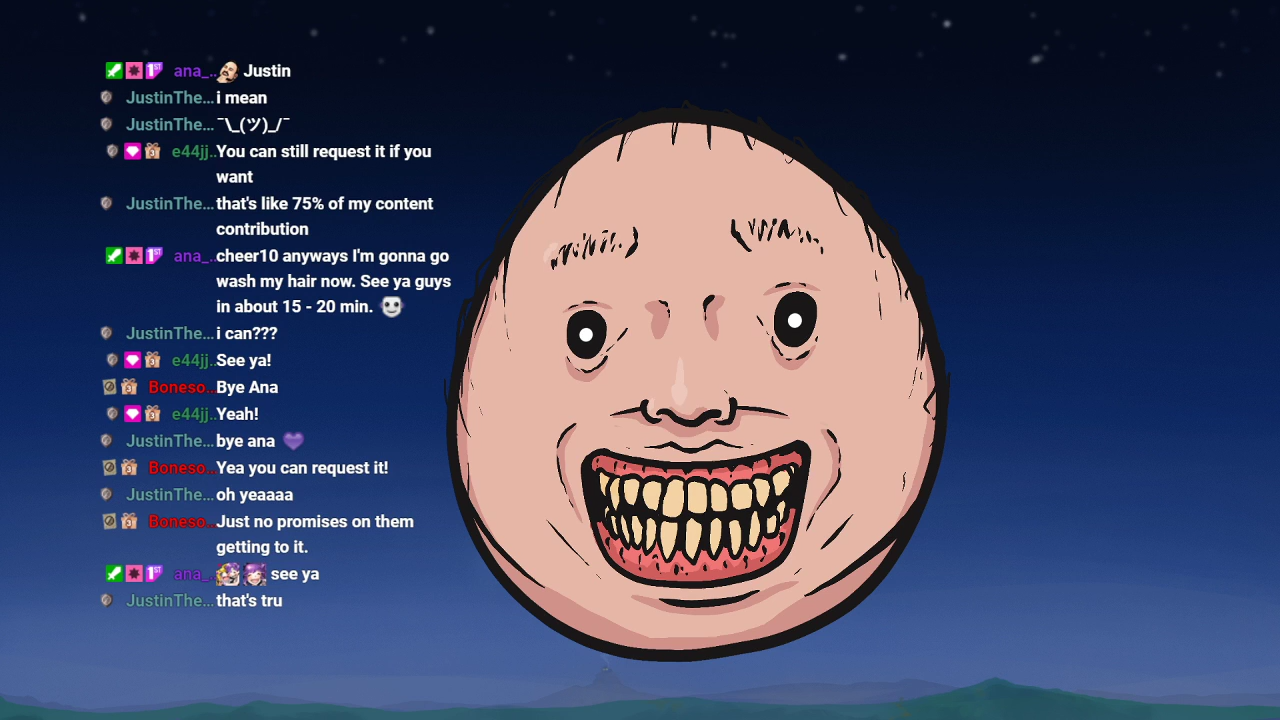 ana_... Justin
JustinThe... i mean
JustinThe... ¯\_(ツ)_/¯
e44jj... You can still request it if you
want
JustinThe... that's like 75% of my content
contribution
ana_... cheer10 anyways I'm gonna go
wash my hair now. See ya guys
in about 15 - 20 min.
JustinThe... i can???
e44jj... See ya!
Boneso... Bye Ana
e44jj... Yeah!
JustinThe... bye ana
Boneso... Yea you can request it!
JustinThe... oh yeaaaa
Boneso... Just no promises on them
getting to it.
ana_... see ya
JustinThe... that's tru